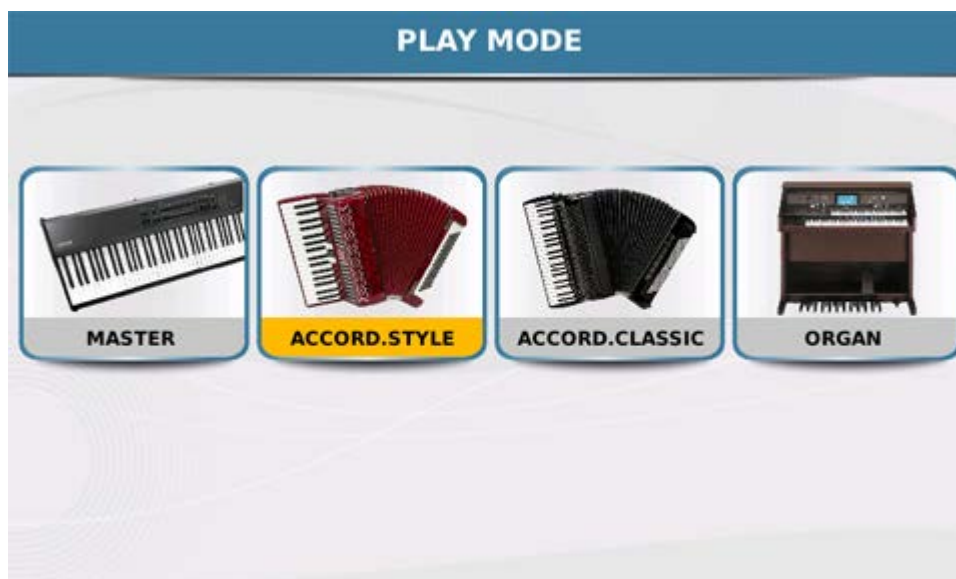 PLAY MODE
MASTER
ACCORD.STYLE
ACCORD.CLASSIC
ORGAN